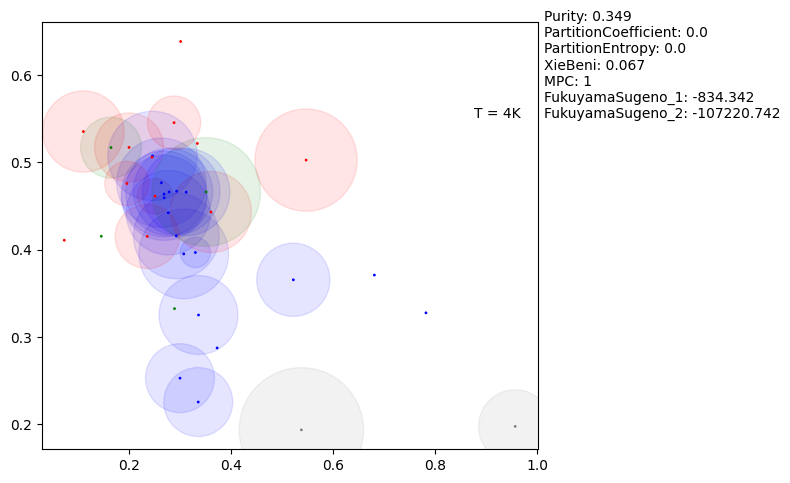 Purity: 0.349
PartitionCoefficient: 0.0
PartitionEntropy: 0.0
XieBeni: 0.067
MPC: 1
FukuyamaSugeno_1: -834.342
FukuyamaSugeno_2: -107220.742
T = 4K
0.6
0.5
0.4
0.3
0.2
0.2 0.4 0.6 0.8 1.0